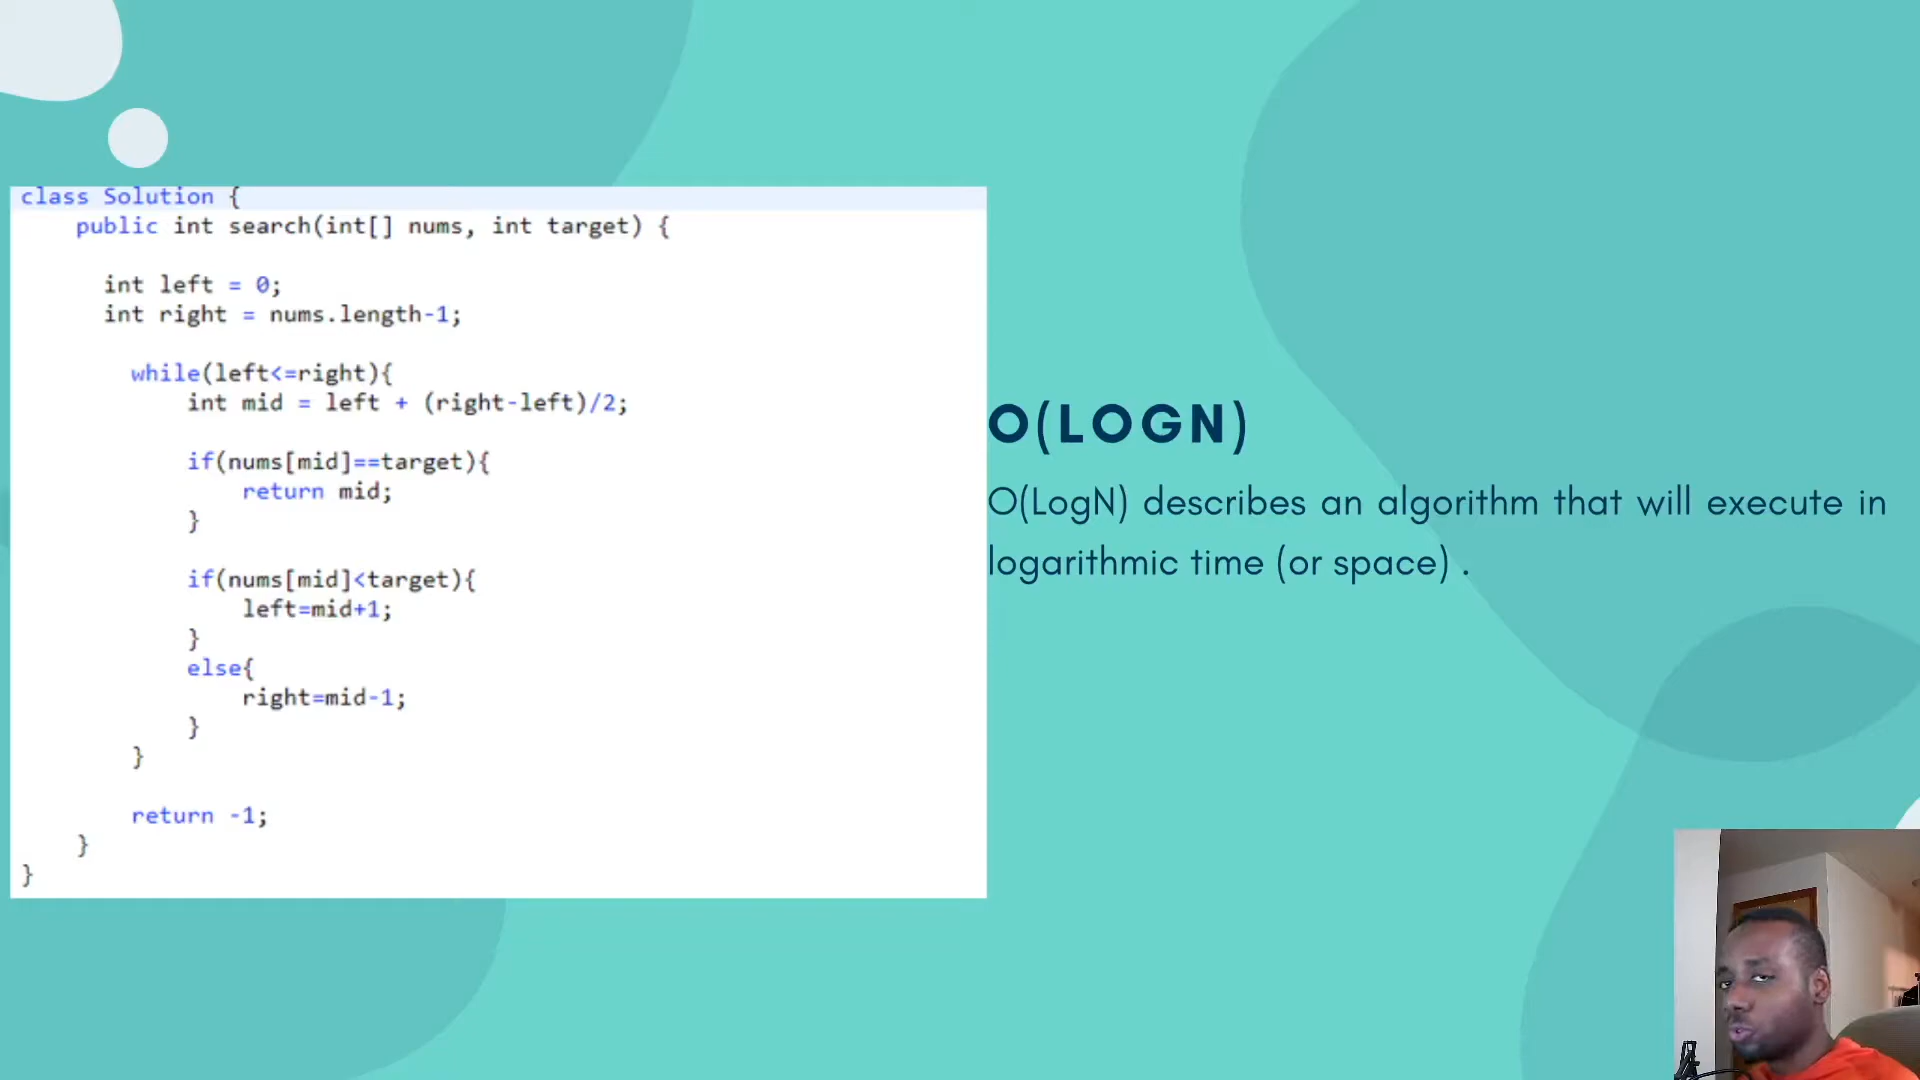 class Solution {
public int search(int[] nums, int target) {
int left = 0;
int right = nums.length-1;
while(left<=right){
int mid = left + (right-left)/2;
if(nums[mid]==target){
return mid;
}
if(nums[mid]<target){
left=mid+1;
}
else{
right=mid-1;
}
}
return -1;
}
}
O(LOGN)
O(LogN) describes an algorithm that will execute in
logarithmic time (or space) .